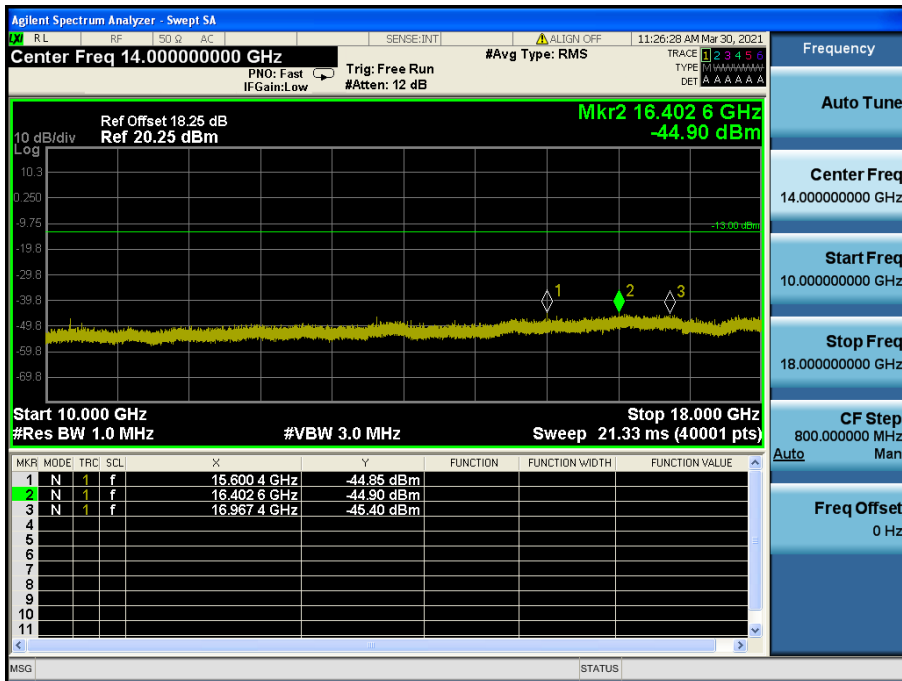 Agilent Spectrum Analyzer - Swept SA
LXI RL RF 50 Ω AC SENSE:INT ALIGN OFF 11:26:28 AM Mar 30, 2021
Center Freq 14.000000000 GHz
PNO: Fast
IFGain:Low
Trig: Free Run
#Atten: 12 dB
#Avg Type: RMS
TRACE 1 2 3 4 5 6
TYPE M WWWWW
DET A A A A A A
Mkr2 16.402 6 GHz
-44.90 dBm
Ref Offset 18.25 dB
10 dB/div Ref 20.25 dBm
Log
10.3
0.250
-9.75
-13.00 dBm
-19.8
-29.8
-39.8
-49.8
-59.8
-69.8
1 2 3
Start 10.000 GHz Stop 18.000 GHz
#Res BW 1.0 MHz #VBW 3.0 MHz Sweep 21.33 ms (40001 pts)
MKR MODE TRC SCL X Y FUNCTION FUNCTION WIDTH FUNCTION VALUE
1 N 1 f 15.600 4 GHz -44.85 dBm
2 N 1 f 16.402 6 GHz -44.90 dBm
3 N 1 f 16.967 4 GHz -45.40 dBm
4
5
6
7
8
9
10
11
MSG STATUS
Frequency
Auto Tune
Center Freq
14.000000000 GHz
Start Freq
10.000000000 GHz
Stop Freq
18.000000000 GHz
CF Step
800.000000 MHz
Auto Man
Freq Offset
0 Hz